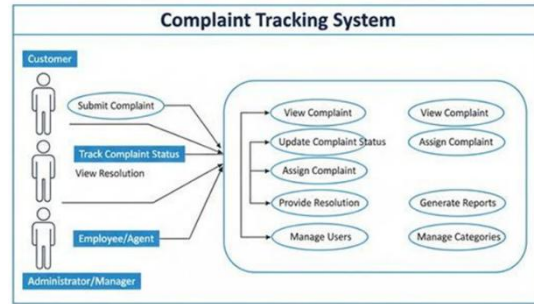 Complaint Tracking System
Customer
Submit Complaint
Track Complaint Status
View Resolution
Employee/Agent
Administrator/Manager
View Complaint
Update Complaint Status
Assign Complaint
Provide Resolution
Manage Users
View Complaint
Assign Complaint
Generate Reports
Manage Categories